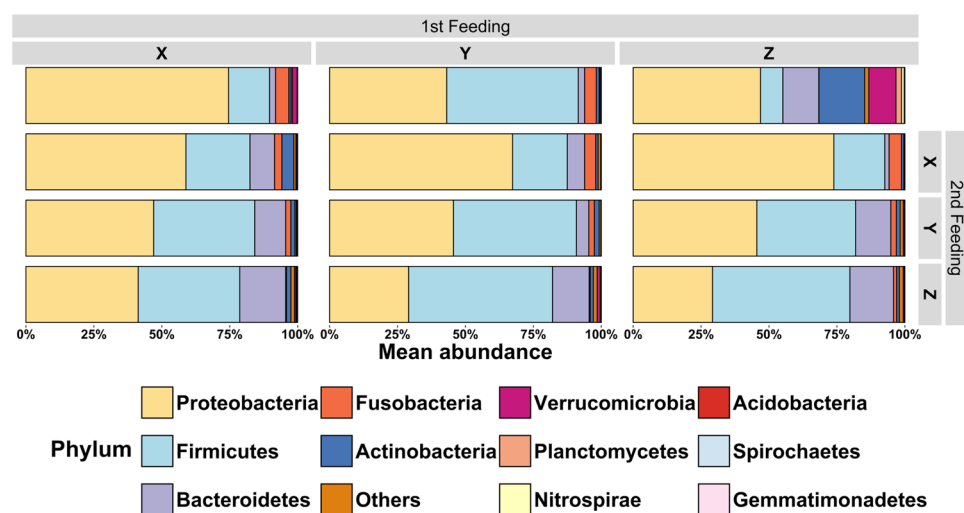 1st Feeding
X Y Z
X
Y
Z
2nd Feeding
0% 25% 50% 75% 100% 0% 25% 50% 75% 100% 0% 25% 50% 75% 100%
Mean abundance
Phylum
Proteobacteria Fusobacteria Verrucomicrobia Acidobacteria
Firmicutes Actinobacteria Planctomycetes Spirochaetes
Bacteroidetes Others Nitrospirae Gemmatimonadetes